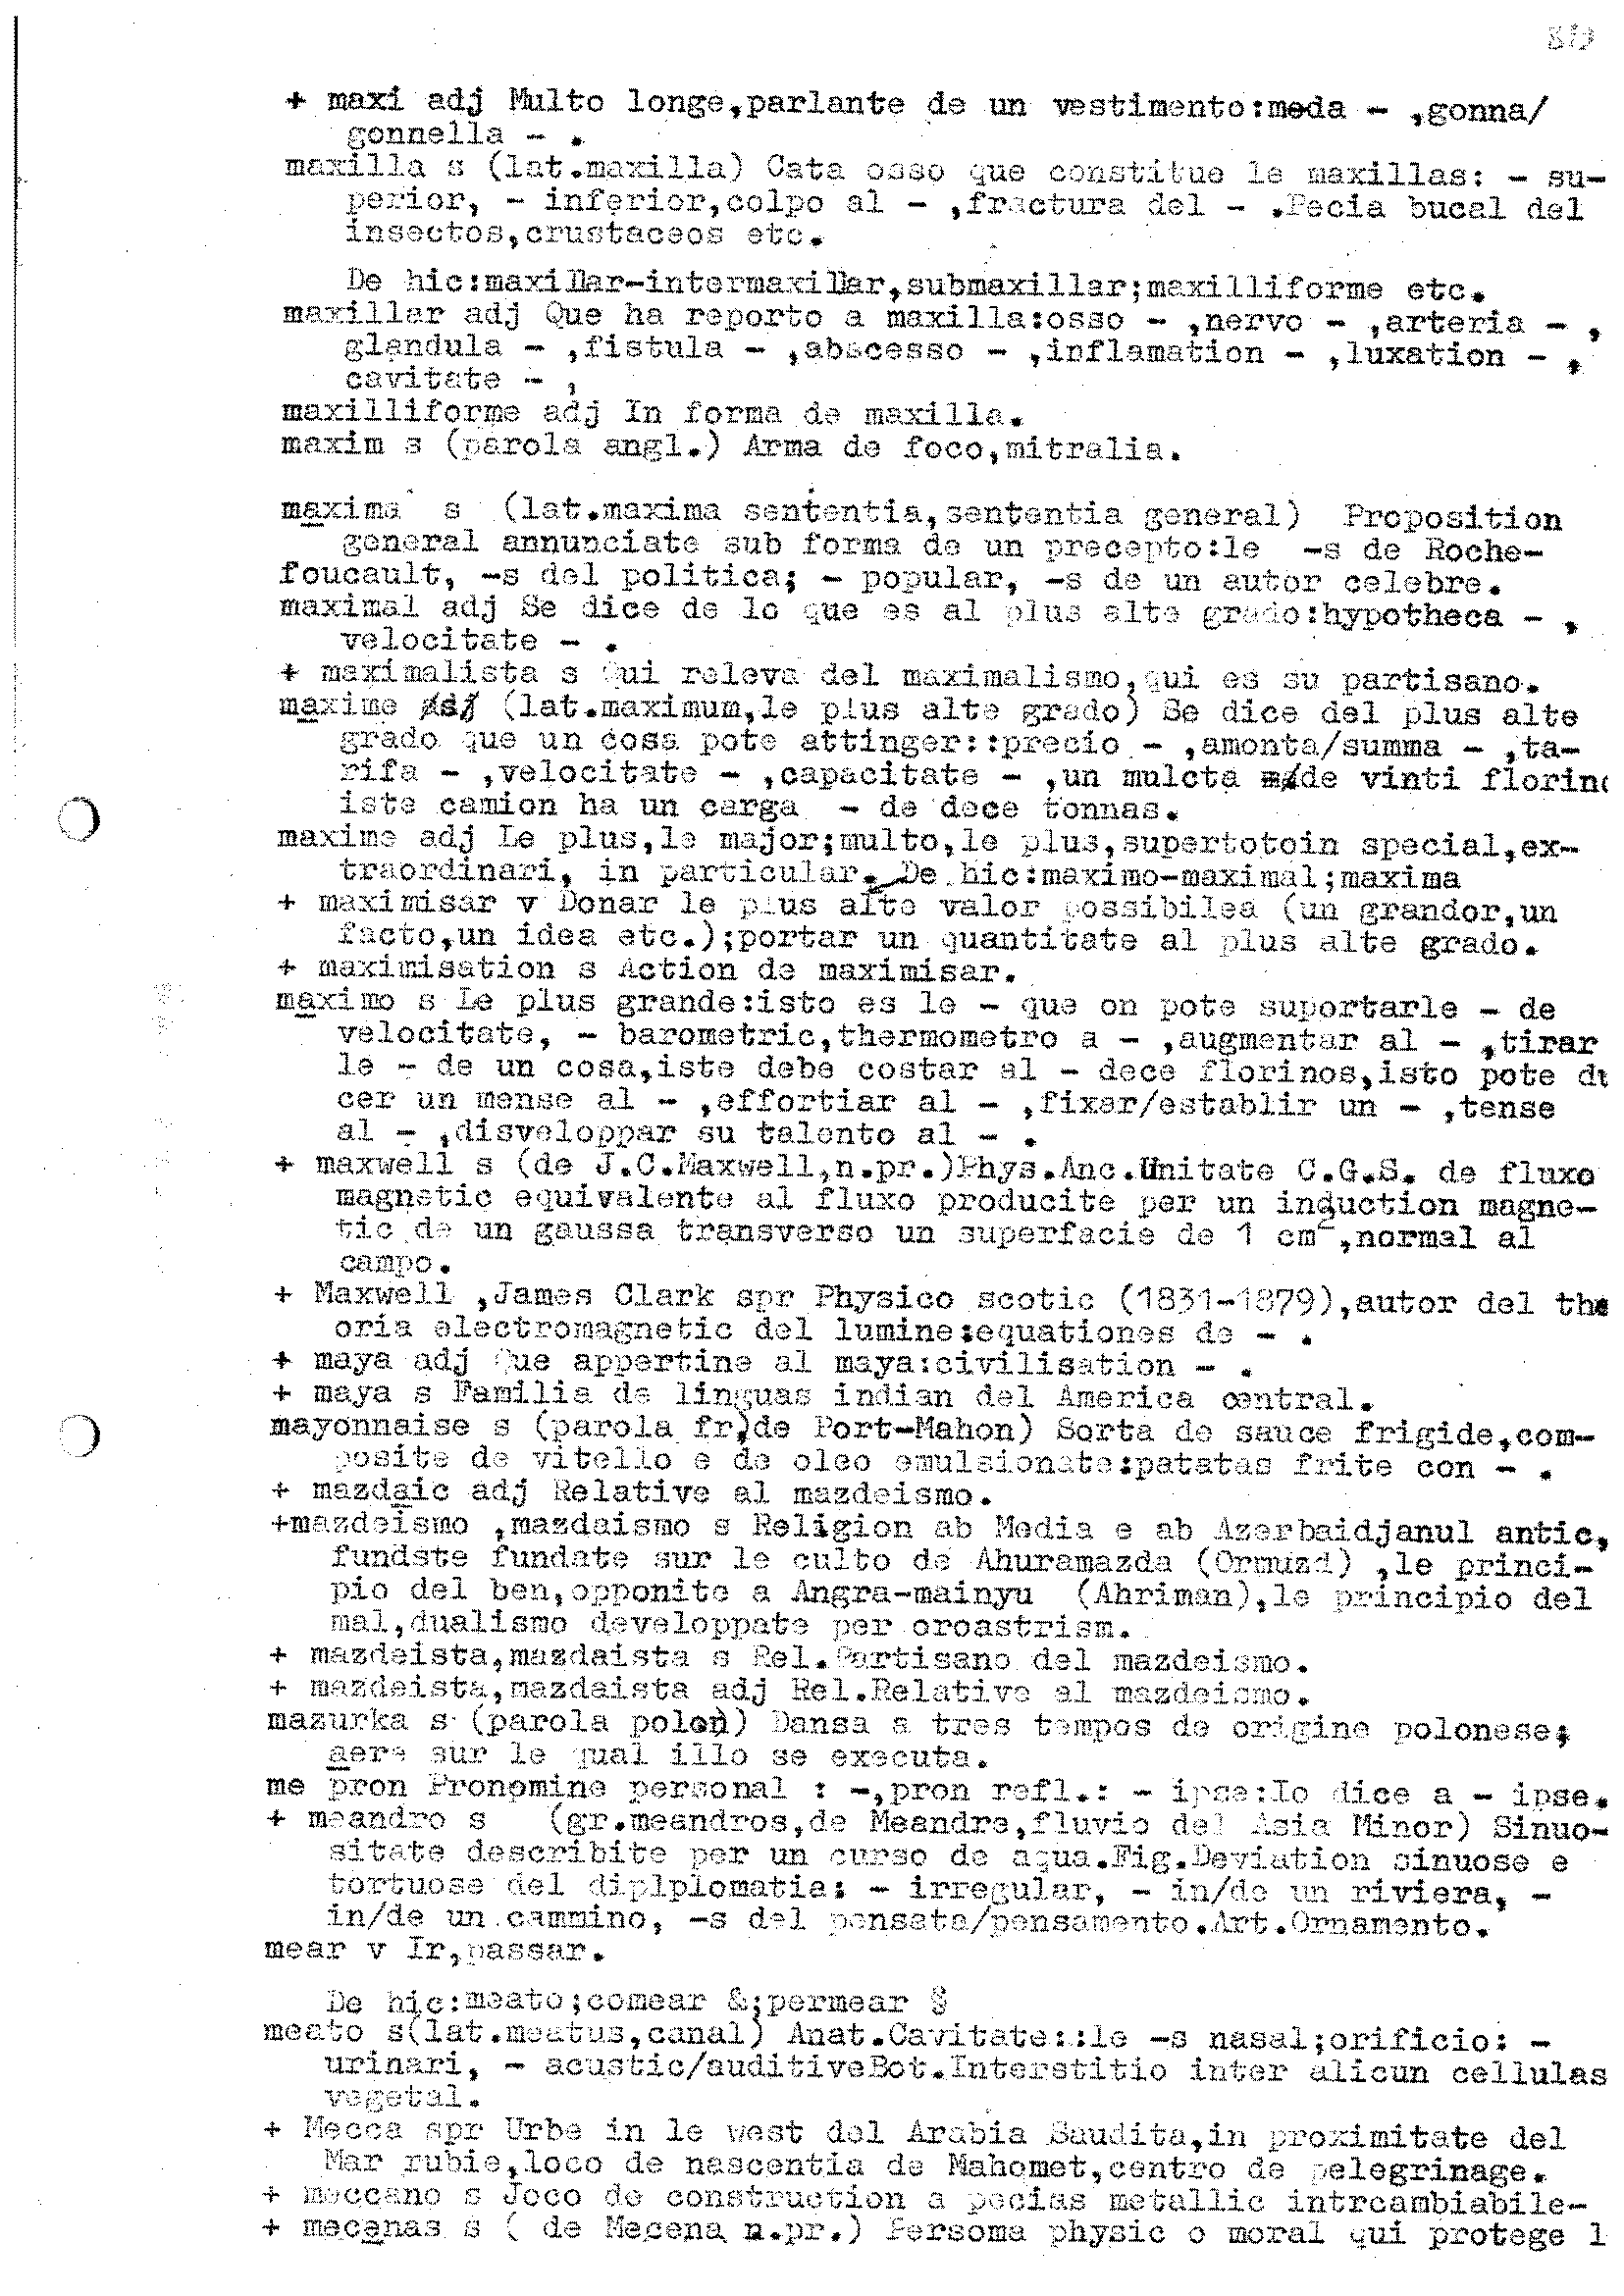 + maxi adj Multo longe,parlante de un vestimento:moda - ,gonna/
gonnella - .
maxilla s (lat.maxilla) Cata osso que constitue le maxillas: - su-
perior, - inferior,colpo al - ,fractura del - .Pecia bucal del
insectos,crustaceos etc.
De hic:maxillar-intermaxillar,submaxillar;maxilliforme etc.
maxillar adj Que ha reporto a maxilla:osso - ,nervo - ,arteria - ,
glandula - ,fistula - ,abscesso - ,inflamation - ,luxation - ,
cavitate - ,
maxilliforme adj In forma de maxilla.
maxim s (parola angl.) Arma de foco,mitralia.
maxima s (lat.maxima sententia,sententia general) Proposition
general annunciate sub forma de un precepto:le -s de Roche-
foucault, -s del politica; - popular, -s de un autor celebre.
maximal adj Se dice de lo que es al plus alte grado:hypotheca - ,
velocitate - .
+ maximalista s Qui releva del maximalismo,qui es su partisano.
maxime adj (lat.maximum,le plus alte grado) Se dice del plus alte
grado que un cosa pote attinger::precio - ,amonta/summa - ,ta-
rifa - ,velocitate - ,capacitate - ,un mulcta de vinti florino
iste camion ha un carga - de dece tonnas.
maxime adj Le plus,le major;multo,le plus,supertotoin special,ex-
traordinari, in particular. De hic:maximo-maximal;maxima
+ maximisar v Donar le plus alte valor possibilea (un grandor,un
facto,un idea etc.);portar un quantitate al plus alte grado.
+ maximisation s Action de maximisar.
maximo s Le plus grande:isto es le - que on pote suportarle - de
velocitate, - barometric,thermometro a - ,augmentar al - ,tirar
le - de un cosa,iste debe costar al - dece florinos,isto pote du
cer un mense al - ,effortiar al - ,fixar/establir un - ,tense
al - ,disveloppar su talento al - .
+ maxwell s (de J.C.Maxwell,n.pr.)Phys.Anc.Unitate C.G.S. de fluxo
magnetic equivalente al fluxo producite per un induction magne-
tic de un gaussa transverso un superfacie de 1 cm²,normal al
campo.
+ Maxwell ,James Clark spr Physico scotic (1831-1879),autor del the
oria electromagnetic del lumine:equationes de - .
+ maya adj Que appertine al maya:civilisation - .
+ maya s Familia de linguas indian del America central.
mayonnaise s (parola fr,de Port-Mahon) Sorta de sauce frigide,com-
posite de vitello e de oleo emulsionate:patatas frite con - .
+ mazdaic adj Relative al mazdeismo.
+mazdeismo ,mazdaismo s Religion ab Media e ab Azerbaidjanul antic,
fundste fundate sur le culto de Ahuramazda (Ormuzd) ,le princi-
pio del ben,opponite a Angra-mainyu (Ahriman),le principio del
mal,dualismo developpate per oroastrism.
+ mazdeista,mazdaista s Rel.Partisano del mazdeismo.
+ mazdeista,mazdaista adj Rel.Relative al mazdeismo.
mazurka s (parola polon) Dansa a tres tempos de origine polonese;
aere sur le qual illo se executa.
me pron Pronomine personal : -,pron refl.: - ipse:Io dice a - ipse.
+ meandro s (gr.meandros,de Meandre,fluvio del Asia Minor) Sinuo-
sitate describite per un curso de aqua.Fig.Deviation sinuose e
tortuose del diplplomatia: - irregular, - in/de un riviera, -
in/de un cammino, -s del pensata/pensamento.Art.Ornamento.
mear v Ir,passar.
De hic:meato;comear &;permear §
meato s(lat.meatus,canal) Anat.Cavitate::le -s nasal;orificio: -
urinari, - acustic/auditiveBot.Interstitio inter alicun cellulas
vegetal.
+ Mecca spr Urbe in le west del Arabia Saudita,in proximitate del
Mar rubie,loco de nascentia de Mahomet,centro de pelegrinage.
+ meccano s Joco de construction a pecias metallic intrcambiabile-
+ mecenas s ( de Mecena n.pr.) Persoma physic o moral qui protege l